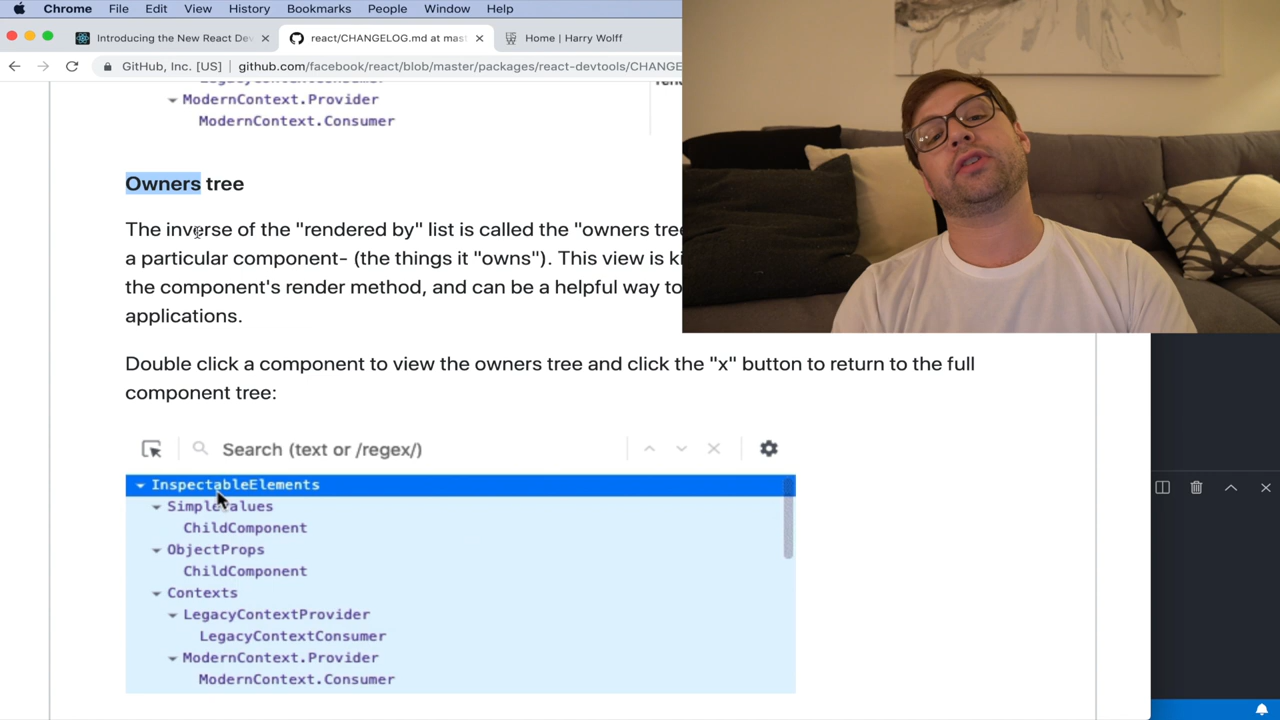 Chrome File Edit View History Bookmarks People Window Help
Introducing the New React Dev
react/CHANGELOG.md at mast
Home | Harry Wolff
GitHub, Inc. [US] github.com/facebook/react/blob/master/packages/react-devtools/CHANGE
ModernContext.Provider
ModernContext.Consumer
Owners tree
The inverse of the "rendered by" list is called the "owners tree
a particular component- (the things it "owns"). This view is ki
the component's render method, and can be a helpful way to
applications.
Double click a component to view the owners tree and click the "x" button to return to the full
component tree:
Search (text or /regex/)
InspectableElements
SimpleValues
ChildComponent
ObjectProps
ChildComponent
Contexts
LegacyContextProvider
LegacyContextConsumer
ModernContext.Provider
ModernContext.Consumer